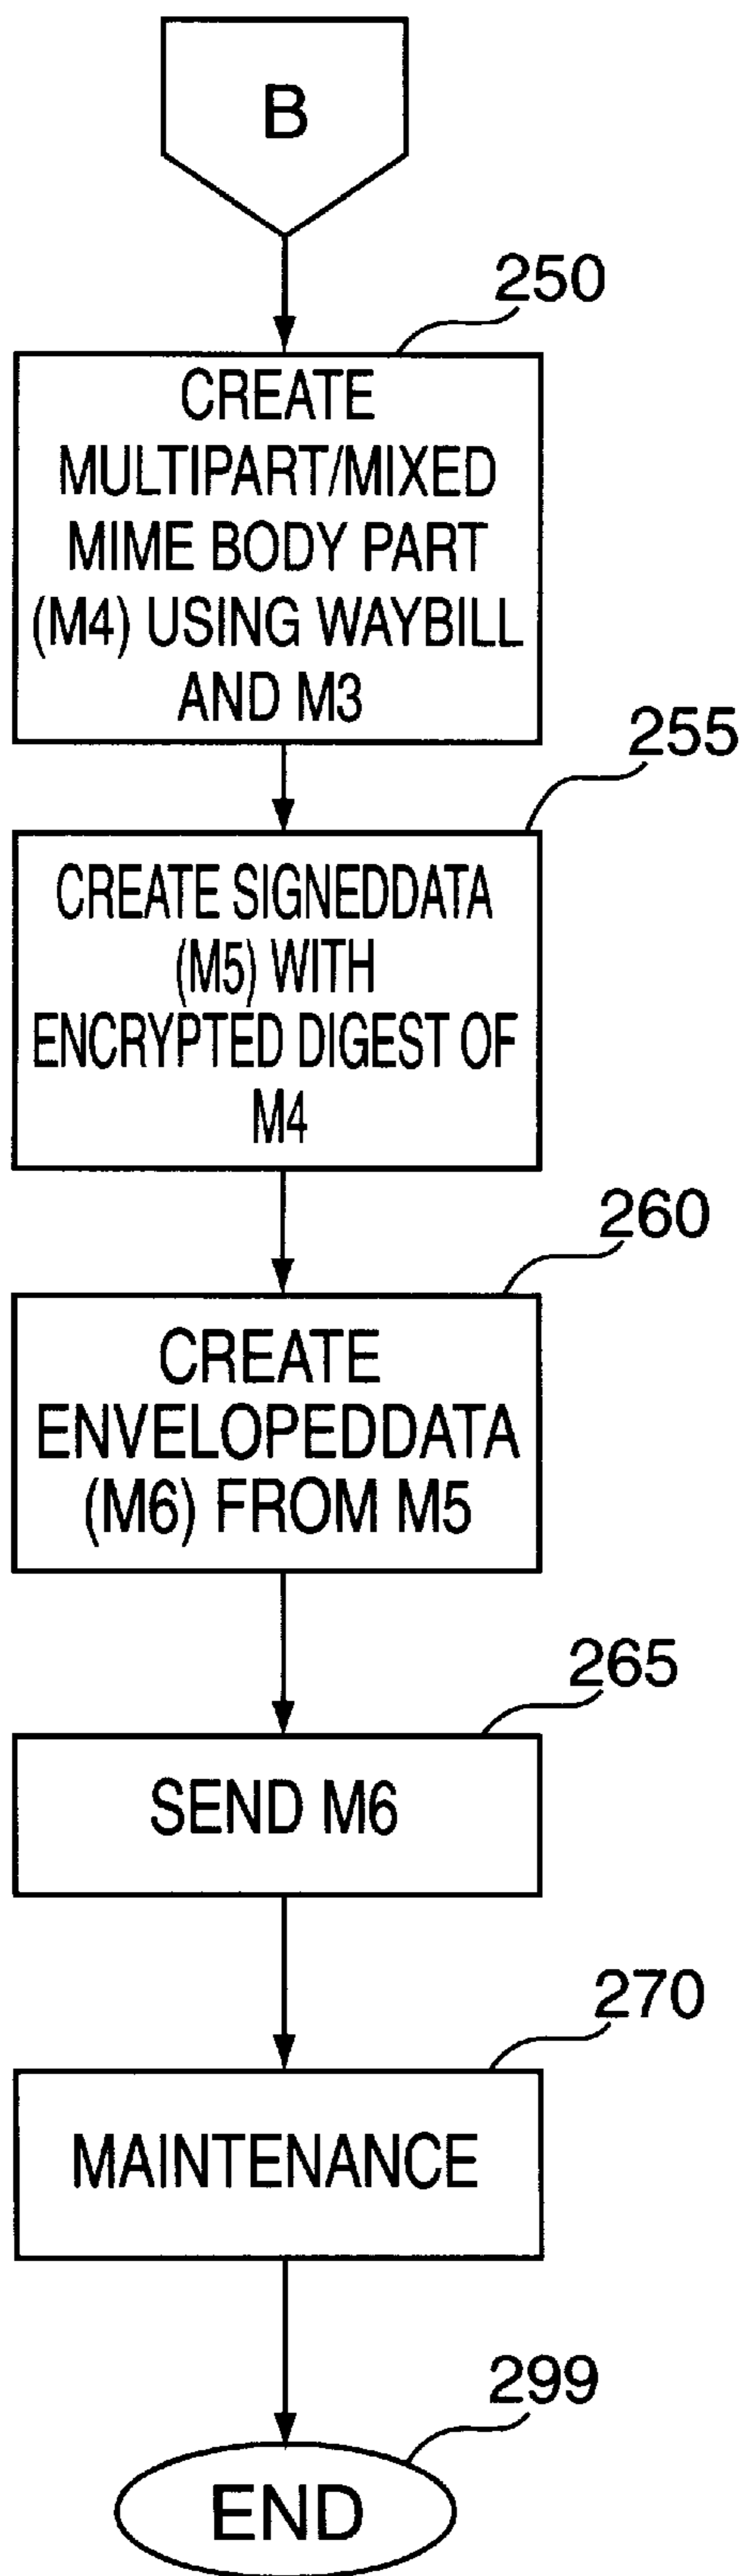 B
250
CREATE
MULTIPART/MIXED
MIME BODY PART
(M4) USING WAYBILL
AND M3
255
CREATE SIGNEDDATA
(M5) WITH
ENCRYPTED DIGEST OF
M4
260
CREATE
ENVELOPEDDATA
(M6) FROM M5
265
SEND M6
270
MAINTENANCE
299
END